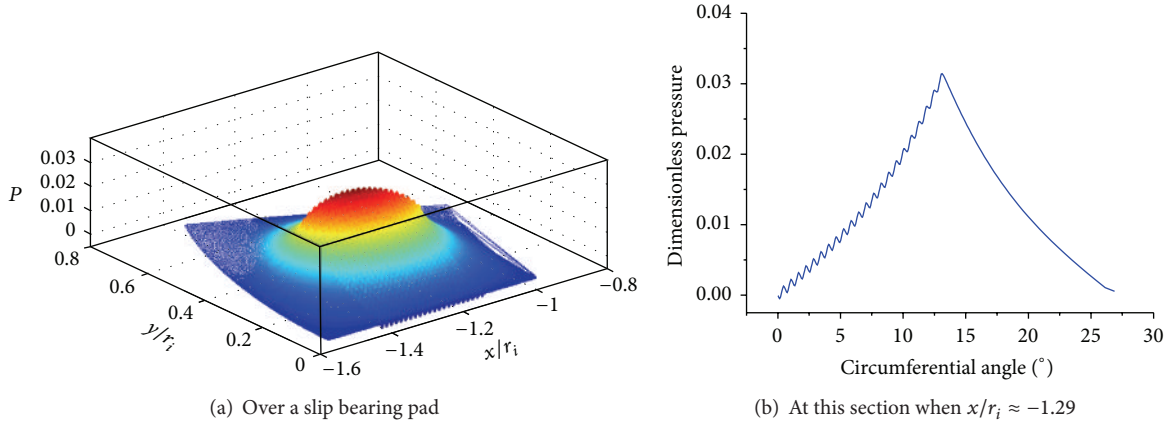 P
0.03
0.02
0.01
0
0.8
0.6
0.4
0.2
0
y/r_i
−1.6
−1.4
−1.2
−1
−0.8
x/r_i
(a) Over a slip bearing pad
Dimensionless pressure
0.04
0.03
0.02
0.01
0.00
0 5 10 15 20 25 30
Circumferential angle (°)
(b) At this section when x/r_i ≈ −1.29